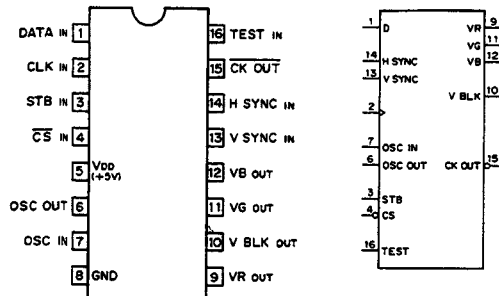 DATA IN 1
CLK IN 2
STB IN 3
CS IN 4
5 VDD
(+5V)
OSC OUT 6
OSC IN 7
8 GND
16 TEST IN
15 CK OUT
14 H SYNC IN
13 V SYNC IN
12 VB OUT
11 VG OUT
10 V BLK OUT
9 VR OUT
1 D
14 H SYNC
13 V SYNC
2
7 OSC IN
6 OSC OUT
3 STB
4 CS
16 TEST
VR 9
VG 11
VB 12
V BLK 10
CK OUT 15